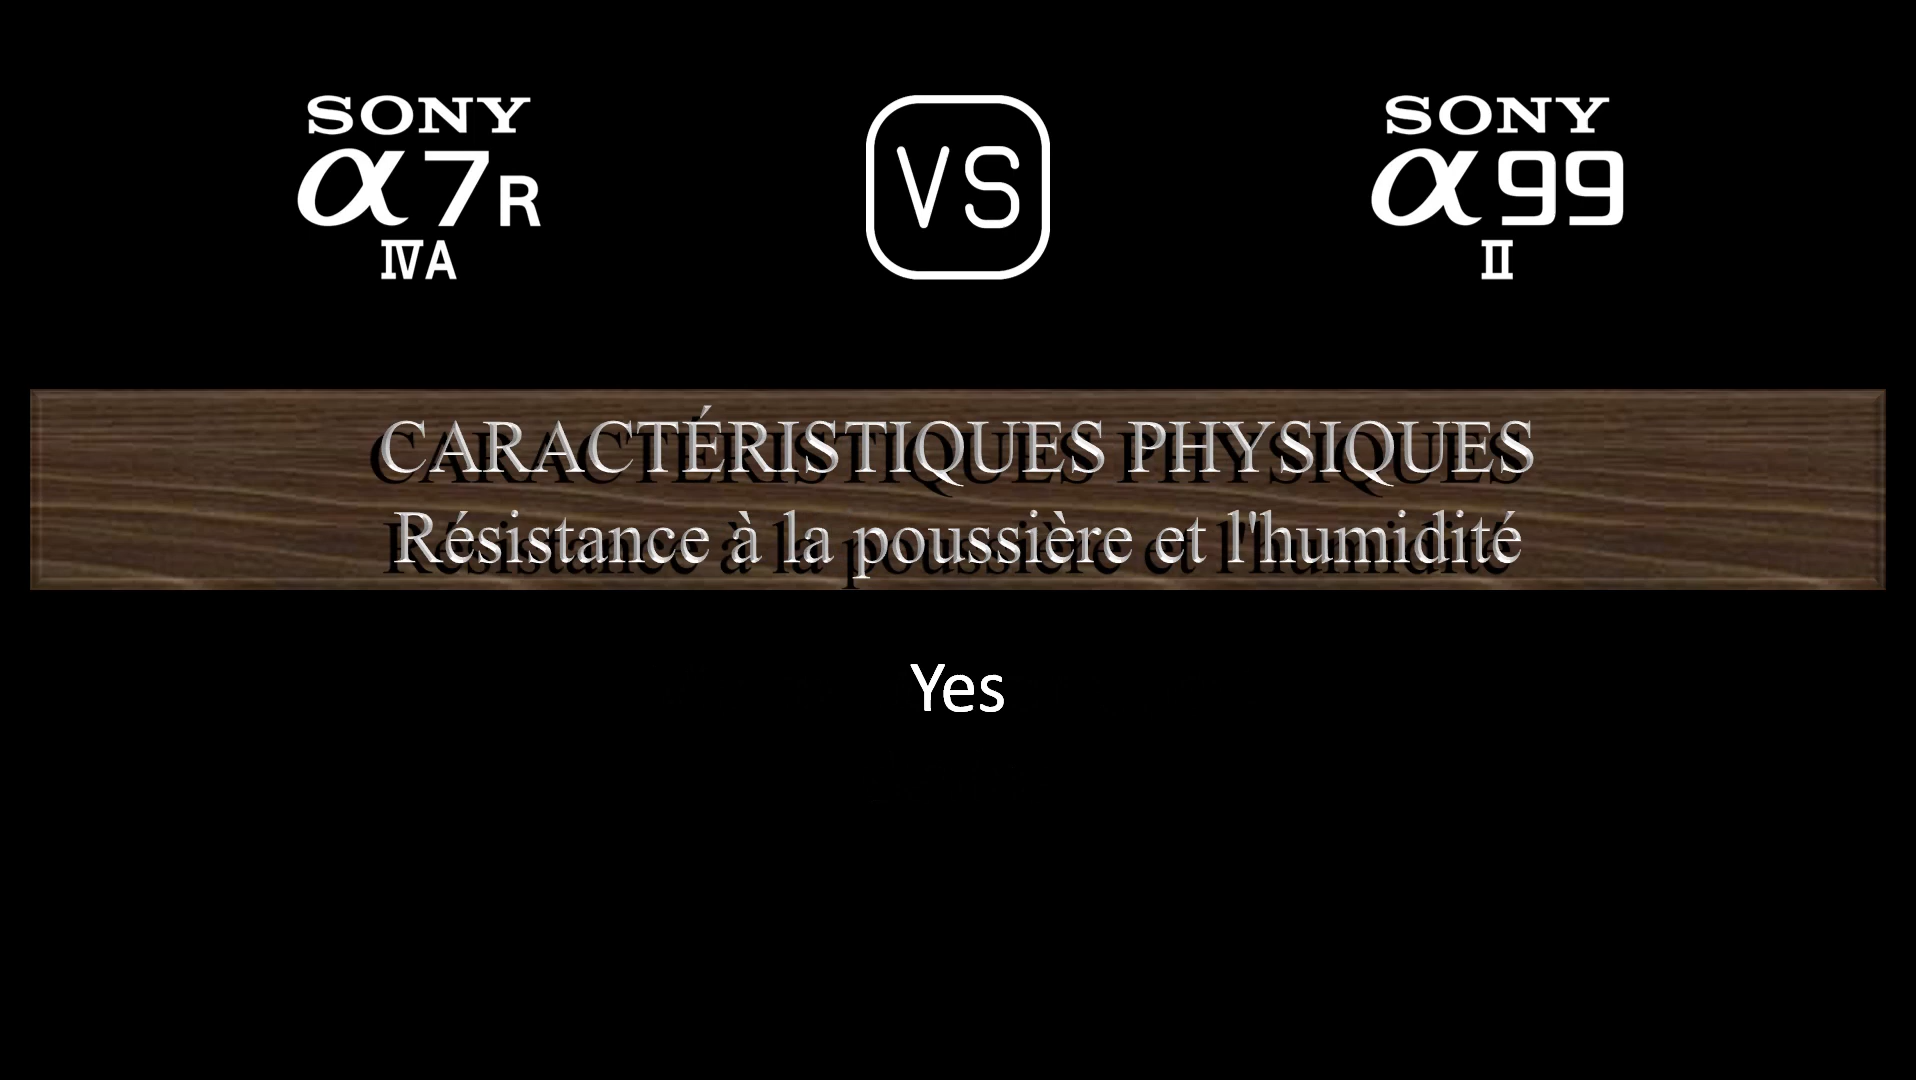 SONY
α7R
IVA
VS
SONY
α99
II
CARACTÉRISTIQUES PHYSIQUES
Résistance à la poussière et l'humidité
Yes